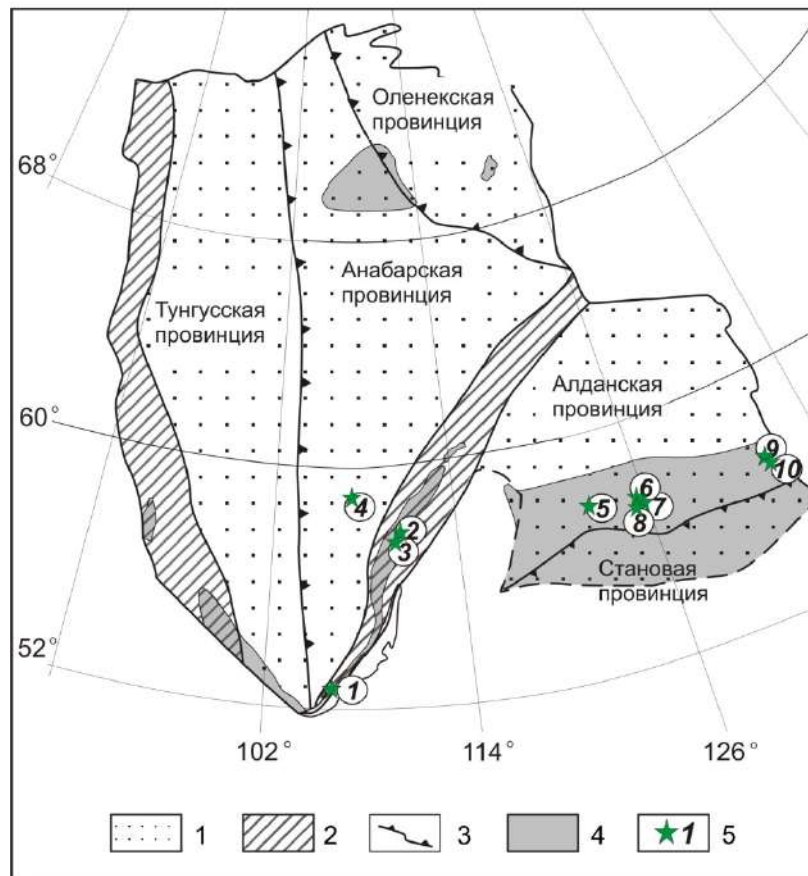 Оленекская
провинция
68°
Анабарская
провинция
Тунгусская
провинция
Алданская
провинция
60°
9
10
6
4
5
7
2
8
3
Становая
провинция
52°
1
102°
114°
126°
1
2
3
4
1
5